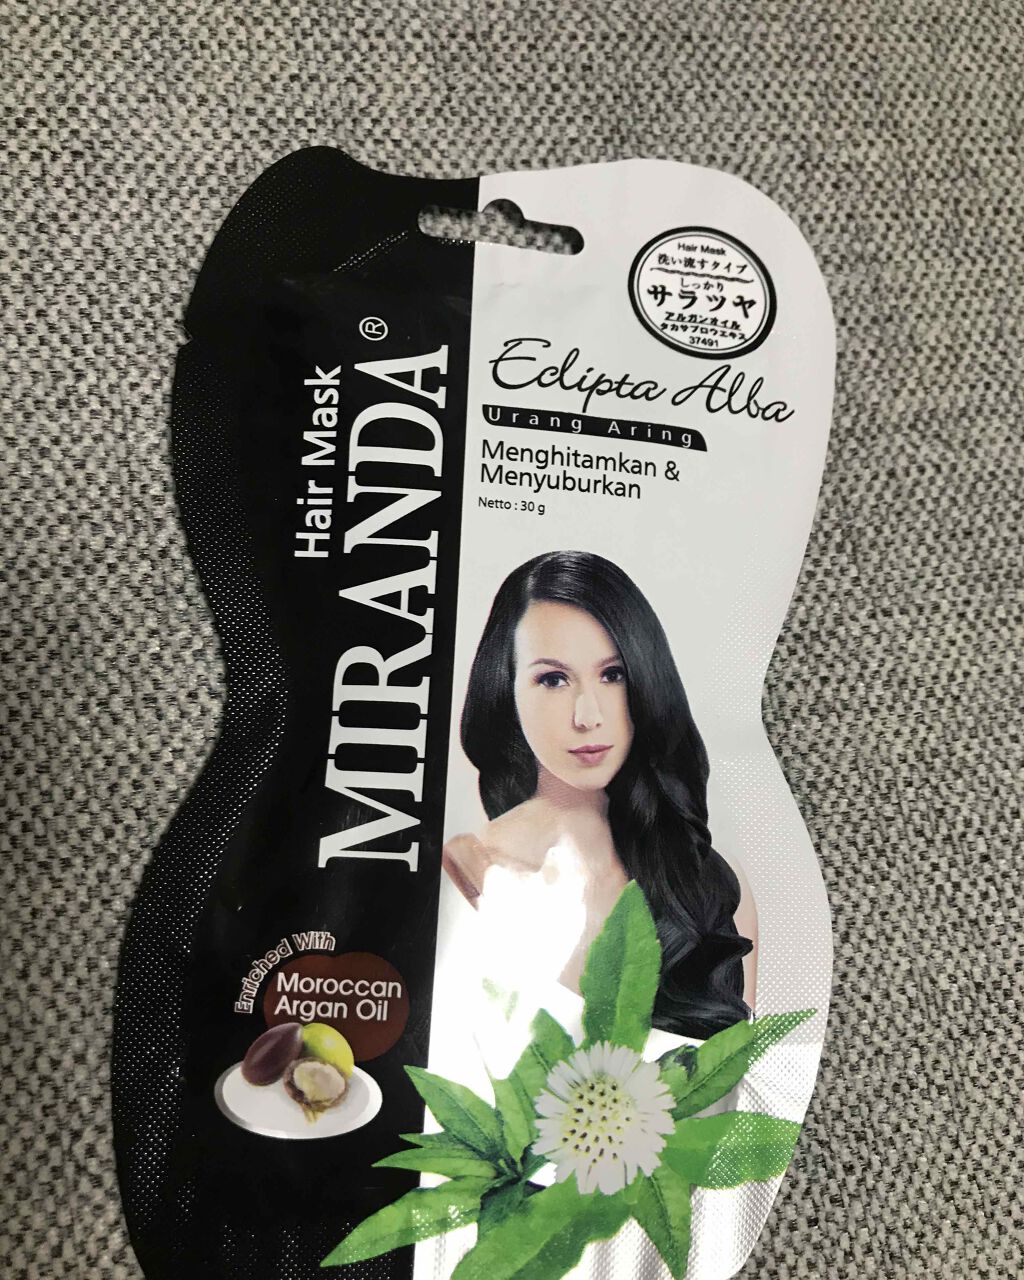 Hair Mask
洗い流すタイプ
しっかり
サラッツヤ
アルガンオイル
タカサブロウエキス
37491
Hair Mask
MIRANDA®
Eclipta Alba
Urang Aring
Menghitamkan &
Menyuburkan
Netto : 30 g
Enriched With
Moroccan
Argan Oil